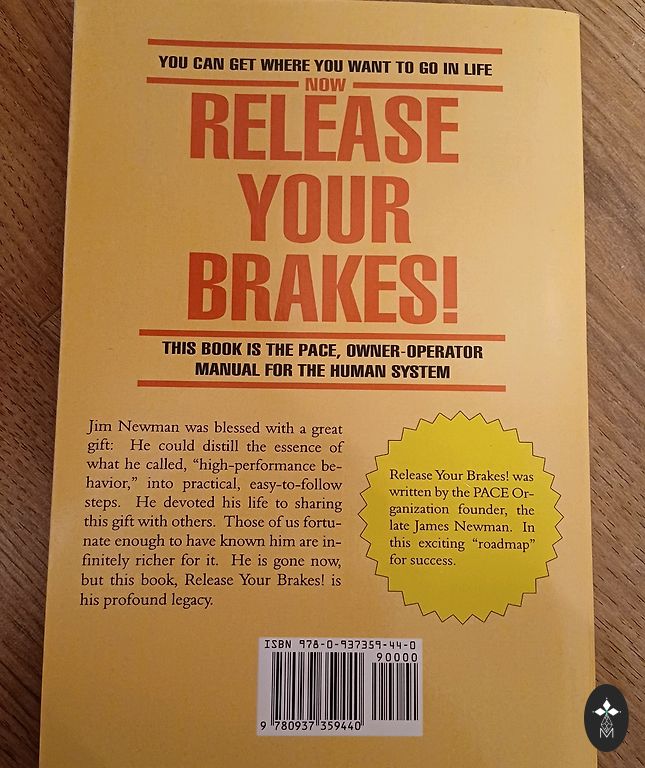 YOU CAN GET WHERE YOU WANT TO GO IN LIFE
NOW
RELEASE
YOUR
BRAKES!
THIS BOOK IS THE PACE, OWNER-OPERATOR
MANUAL FOR THE HUMAN SYSTEM
Jim Newman was blessed with a great
gift: He could distill the essence of
what he called, “high-performance be-
havior,” into practical, easy-to-follow
steps. He devoted his life to sharing
this gift with others. Those of us fortu-
nate enough to have known him are in-
finitely richer for it. He is gone now,
but this book, Release Your Brakes! is
his profound legacy.
Release Your Brakes! was
written by the PACE Or-
ganization founder, the
late James Newman. In
this exciting “roadmap”
for success.
ISBN 978-0-937359-44-0
90000
9 780937 359440
M